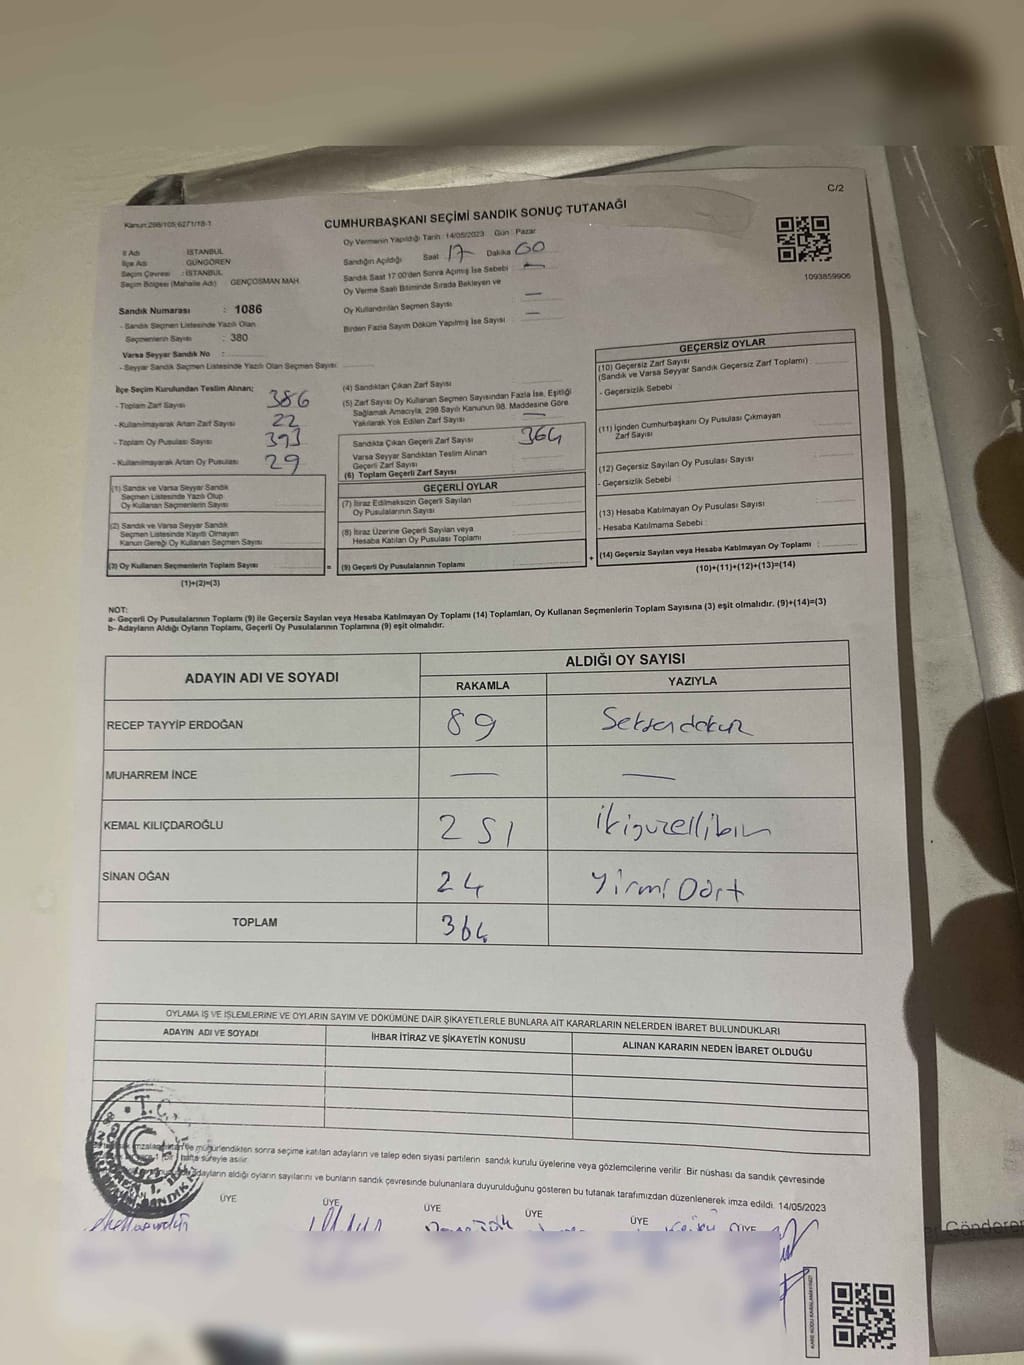 C/2
Kanun:298/105;6271/18-1
CUMHURBAŞKANI SEÇİMİ SANDIK SONUÇ TUTANAĞI
Oy Vermenin Yapıldığı Tarih : 14/05/2023 Gün : Pazar
İl Adı : İSTANBUL
İlçe Adı : GÜNGÖREN
Seçim Çevresi : İSTANBUL
Seçim Bölgesi (Mahalle Adı) : GENÇOSMAN MAH.
Sandığın Açıldığı Saat 17 Dakika 00
Sandık Saat 17:00'den Sonra Açımış İse Sebebi : —
Oy Verme Saati Bitiminde Sırada Bekleyen ve
Oy Kullandırılan Seçmen Sayısı : —
Birden Fazla Sayım Döküm Yapılmış İse Sayısı : —
1093859906
Sandık Numarası : 1086
- Sandık Seçmen Listesinde Yazılı Olan
Seçmenlerin Sayısı : 380
Varsa Seyyar Sandık No :
- Seyyar Sandık Seçmen Listesinde Yazılı Olan Seçmen Sayısı :
İlçe Seçim Kurulundan Teslim Alınan;
- Toplam Zarf Sayısı : 386
- Kullanılmayarak Artan Zarf Sayısı : 22
- Toplam Oy Pusulası Sayısı : 393
- Kullanılmayarak Artan Oy Pusulası : 29
(1) Sandık ve Varsa Seyyar Sandık
Seçmen Listesinde Yazılı Olup
Oy Kullanan Seçmenlerin Sayısı :
(2) Sandık ve Varsa Seyyar Sandık
Seçmen Listesinde Kayıtlı Olmayan
Kanun Gereği Oy Kullanan Seçmen Sayısı :
(3) Oy Kullanan Seçmenlerin Toplam Sayısı :
(1)+(2)=(3)
=
(4) Sandıktan Çıkan Zarf Sayısı :
(5) Zarf Sayısı Oy Kullanan Seçmen Sayısından Fazla İse, Eşitliği
Sağlamak Amacıyla, 298 Sayılı Kanunun 98. Maddesine Göre
Yakılarak Yok Edilen Zarf Sayısı : —
Sandıkta Çıkan Geçerli Zarf Sayısı : 364
Varsa Seyyar Sandıktan Teslim Alınan
Geçerli Zarf Sayısı :
(6) Toplam Geçerli Zarf Sayısı :
GEÇERLİ OYLAR
(7) İtiraz Edilmeksizin Geçerli Sayılan
Oy Pusulalarının Sayısı :
(8) İtiraz Üzerine Geçerli Sayılan veya
Hesaba Katılan Oy Pusulası Toplamı :
(9) Geçerli Oy Pusulalarının Toplamı :
+
GEÇERSİZ OYLAR
(10) Geçersiz Zarf Sayısı
(Sandık ve Varsa Seyyar Sandık Geçersiz Zarf Toplamı) :
- Geçersizlik Sebebi :
(11) İçinden Cumhurbaşkanı Oy Pusulası Çıkmayan
Zarf Sayısı :
(12) Geçersiz Sayılan Oy Pusulası Sayısı :
- Geçersizlik Sebebi :
(13) Hesaba Katılmayan Oy Pusulası Sayısı :
- Hesaba Katılmama Sebebi :
(14) Geçersiz Sayılan veya Hesaba Katılmayan Oy Toplamı :
(10)+(11)+(12)+(13)=(14)
NOT:
a- Geçerli Oy Pusulalarının Toplamı (9) ile Geçersiz Sayılan veya Hesaba Katılmayan Oy Toplamı (14) Toplamları, Oy Kullanan Seçmenlerin Toplam Sayısına (3) eşit olmalıdır. (9)+(14)=(3)
b- Adayların Aldığı Oyların Toplamı, Geçerli Oy Pusulalarının Toplamına (9) eşit olmalıdır.
ADAYIN ADI VE SOYADI
ALDIĞI OY SAYISI
RAKAMLA YAZIYLA
RECEP TAYYİP ERDOĞAN 89 Seksendokuz
MUHARREM İNCE — —
KEMAL KILIÇDAROĞLU 251 ikiyüzellibir
SİNAN OĞAN 24 Yirmi Dört
TOPLAM 364
OYLAMA İŞ VE İŞLEMLERİNE VE OYLARIN SAYIM VE DÖKÜMÜNE DAİR ŞİKAYETLERLE BUNLARA AİT KARARLARIN NELERDEN İBARET BULUNDUKLARI
ADAYIN ADI VE SOYADI İHBAR İTİRAZ VE ŞİKAYETİN KONUSU ALINAN KARARIN NEDEN İBARET OLDUĞU
T.C.
mühürlendikten sonra seçime katılan adayların ve talep eden siyasi partilerin sandık kurulu üyelerine veya gözlemcilerine verilir. Bir nüshası da sandık çevresinde
hafta süreyle asılır.
adayların aldığı oyların sayılarını ve bunların sandık çevresinde bulunanlara duyurulduğunu gösteren bu tutanak tarafımızdan düzenlenerek imza edildi. 14/05/2023
ÜYE ÜYE ÜYE ÜYE ÜYE ÜYE
KARE KODU KARALAMAYINIZ!
Gönderen